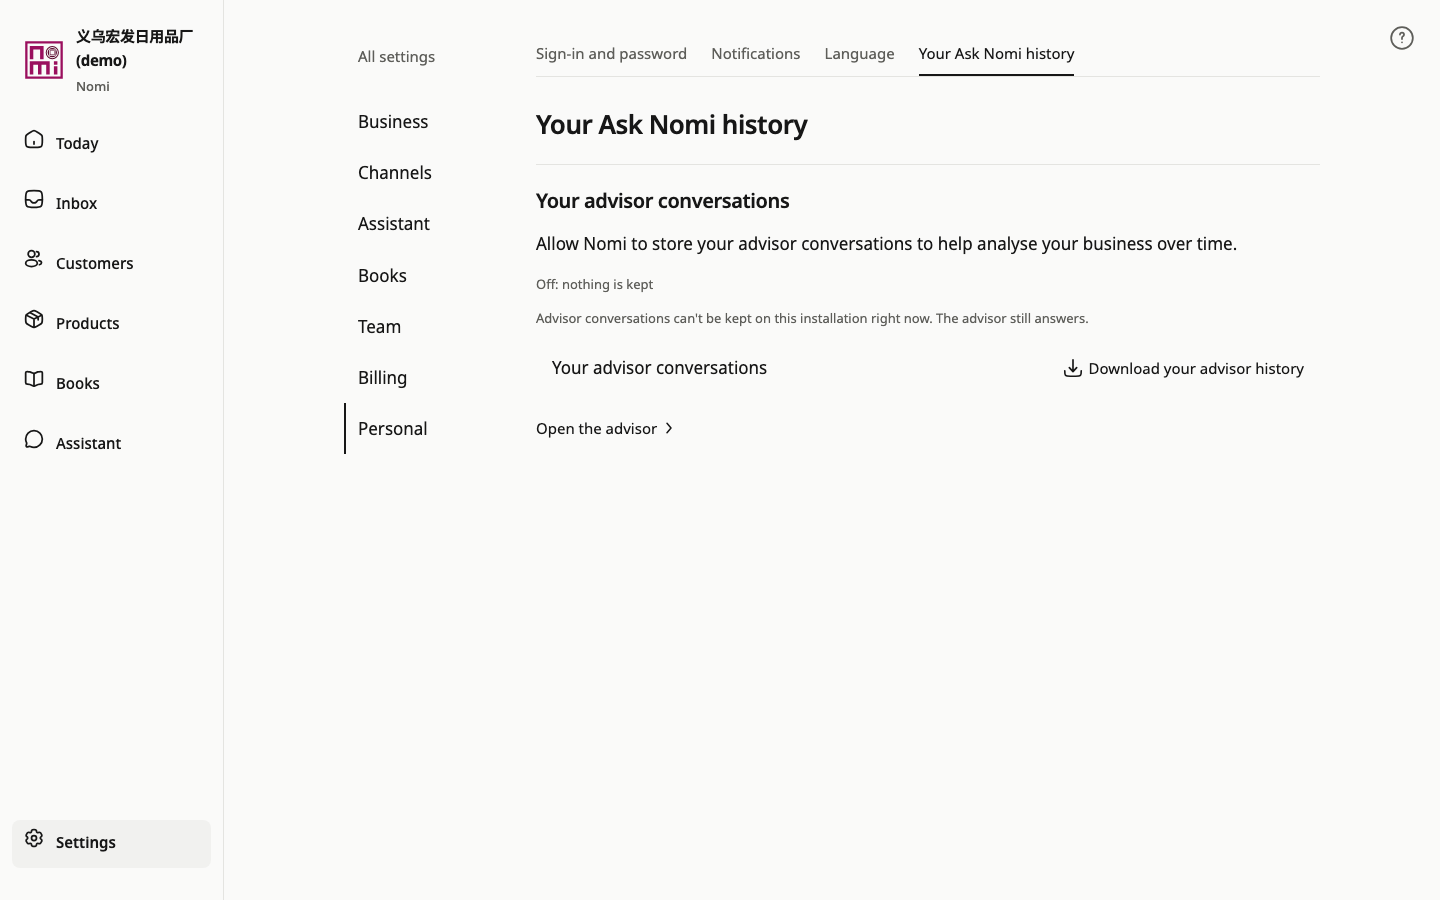 义乌宏发日用品厂
(demo)
Nomi
Today
Inbox
Customers
Products
Books
Assistant
Settings
All settings
Business
Channels
Assistant
Books
Team
Billing
Personal
Sign-in and password
Notifications
Language
Your Ask Nomi history
Your Ask Nomi history
Your advisor conversations
Allow Nomi to store your advisor conversations to help analyse your business over time.
Off: nothing is kept
Advisor conversations can't be kept on this installation right now. The advisor still answers.
Your advisor conversations
Download your advisor history
Open the advisor